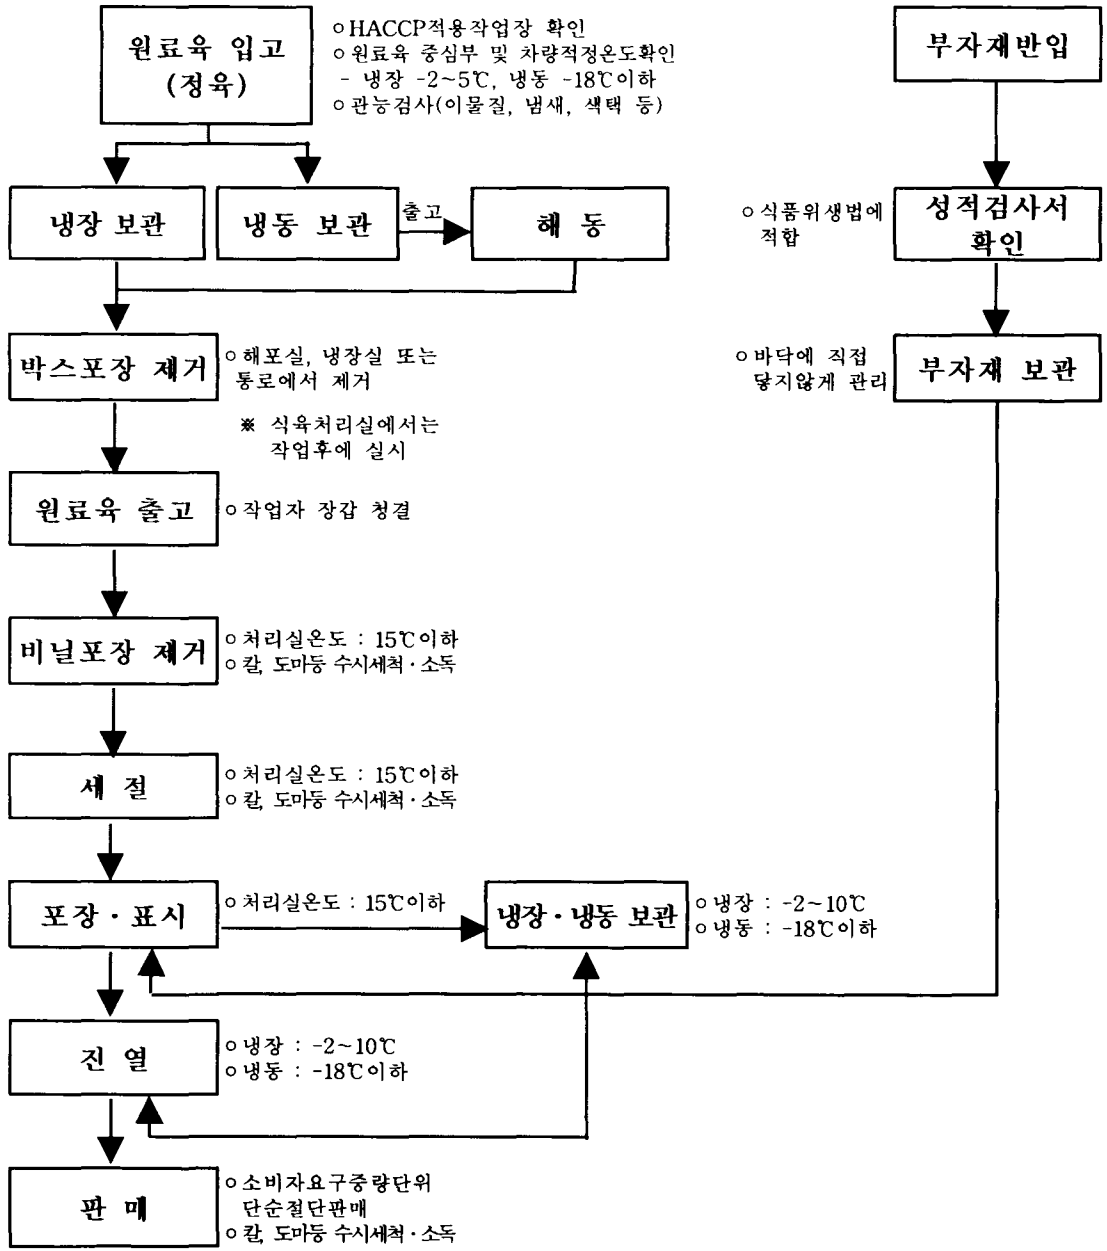 원료육 입고
(정육)
○HACCP적용작업장 확인
○원료육 중심부 및 차량적정온도확인
- 냉장 -2~5℃, 냉동 -18℃이하
○관능검사(이물질, 냄새, 색택 등)
부자재반입
냉장 보관
냉동 보관
출고
해 동
○식품위생법에
적합
성적검사서
확인
박스포장 제거
○해포실, 냉장실 또는
통로에서 제거
※ 식육처리실에서는
작업후에 실시
○바닥에 직접
닿지않게 관리
부자재 보관
원료육 출고
○작업자 장갑 청결
비닐포장 제거
○처리실온도 : 15℃이하
○칼, 도마등 수시세척·소독
세 절
○처리실온도 : 15℃이하
○칼, 도마등 수시세척·소독
포장·표시
○처리실온도 : 15℃이하
냉장·냉동 보관
○냉장 : -2~10℃
○냉동 : -18℃이하
진 열
○냉장 : -2~10℃
○냉동 : -18℃이하
판 매
○소비자요구중량단위
단순절단판매
○칼, 도마등 수시세척·소독